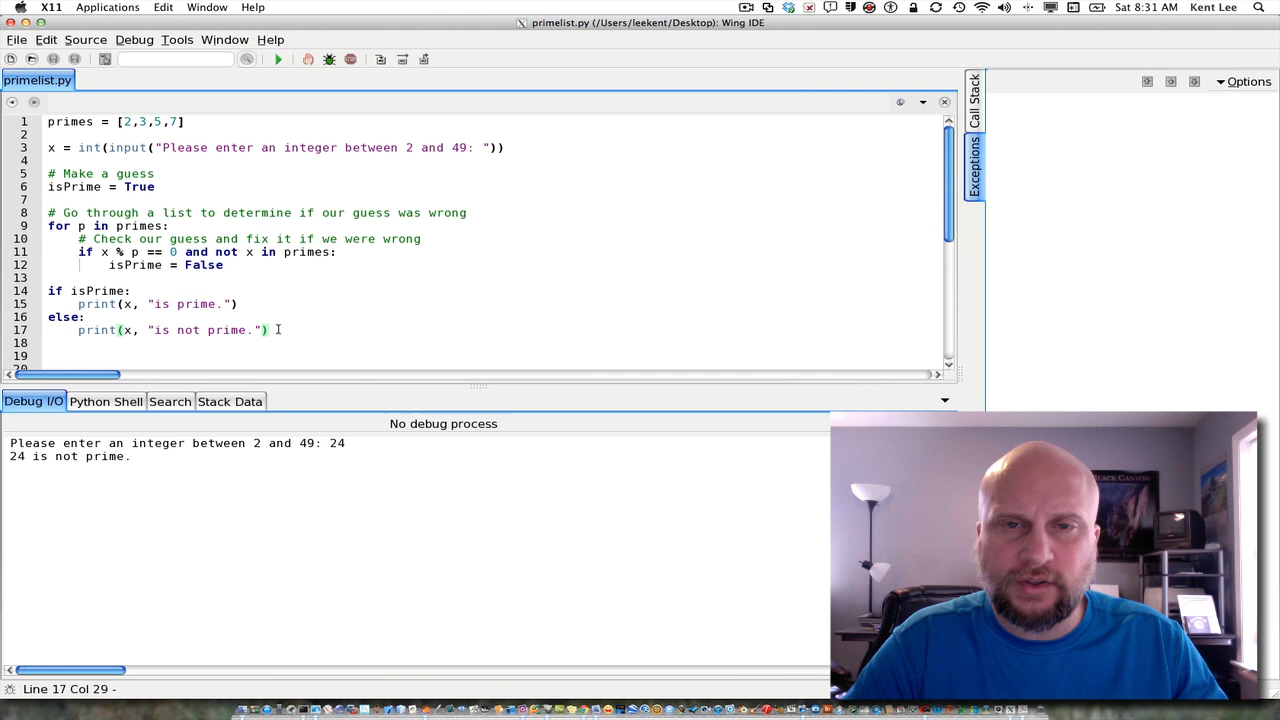 X11 Applications Edit Window Help Sat 8:31 AM Kent Lee
primelist.py (/Users/leekent/Desktop): Wing IDE
File Edit Source Debug Tools Window Help
primelist.py
Options
Call Stack
Exceptions
1 primes = [2,3,5,7]
2
3 x = int(input("Please enter an integer between 2 and 49: "))
4
5 # Make a guess
6 isPrime = True
7
8 # Go through a list to determine if our guess was wrong
9 for p in primes:
10 # Check our guess and fix it if we were wrong
11 if x % p == 0 and not x in primes:
12 isPrime = False
13
14 if isPrime:
15 print(x, "is prime.")
16 else:
17 print(x, "is not prime.")
18
19
20
Debug I/O Python Shell Search Stack Data
No debug process
Please enter an integer between 2 and 49: 24
24 is not prime.
BLACK CANYON
Line 17 Col 29 -